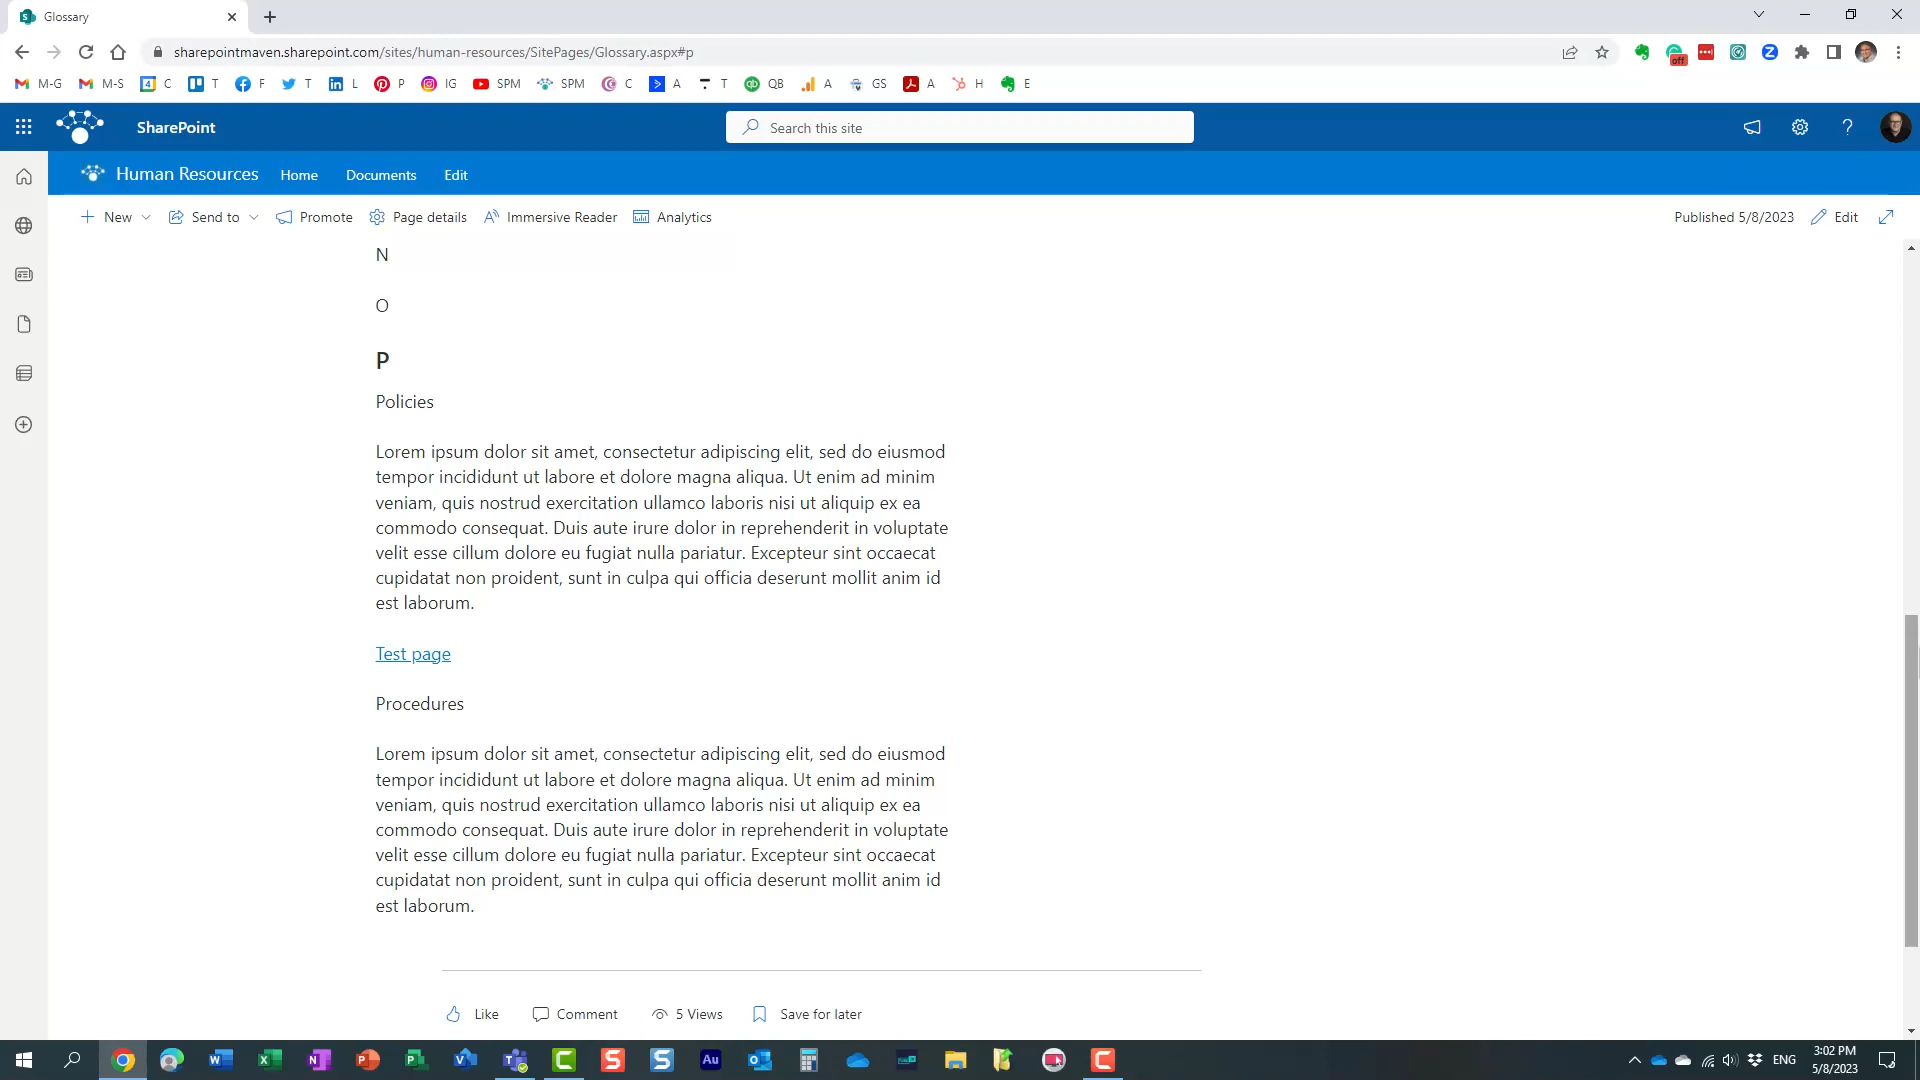 Glossary
sharepointmaven.sharepoint.com/sites/human-resources/SitePages/Glossary.aspx#p
off
M-G M-S C T F T L P IG SPM SPM C A T QB A GS A H E
SharePoint
Search this site
Human Resources Home Documents Edit
New Send to Promote Page details Immersive Reader Analytics Published 5/8/2023 Edit
N
O
P
Policies
Lorem ipsum dolor sit amet, consectetur adipiscing elit, sed do eiusmod
tempor incididunt ut labore et dolore magna aliqua. Ut enim ad minim
veniam, quis nostrud exercitation ullamco laboris nisi ut aliquip ex ea
commodo consequat. Duis aute irure dolor in reprehenderit in voluptate
velit esse cillum dolore eu fugiat nulla pariatur. Excepteur sint occaecat
cupidatat non proident, sunt in culpa qui officia deserunt mollit anim id
est laborum.
Test page
Procedures
Lorem ipsum dolor sit amet, consectetur adipiscing elit, sed do eiusmod
tempor incididunt ut labore et dolore magna aliqua. Ut enim ad minim
veniam, quis nostrud exercitation ullamco laboris nisi ut aliquip ex ea
commodo consequat. Duis aute irure dolor in reprehenderit in voluptate
velit esse cillum dolore eu fugiat nulla pariatur. Excepteur sint occaecat
cupidatat non proident, sunt in culpa qui officia deserunt mollit anim id
est laborum.
Like Comment 5 Views Save for later
ENG 3:02 PM
5/8/2023